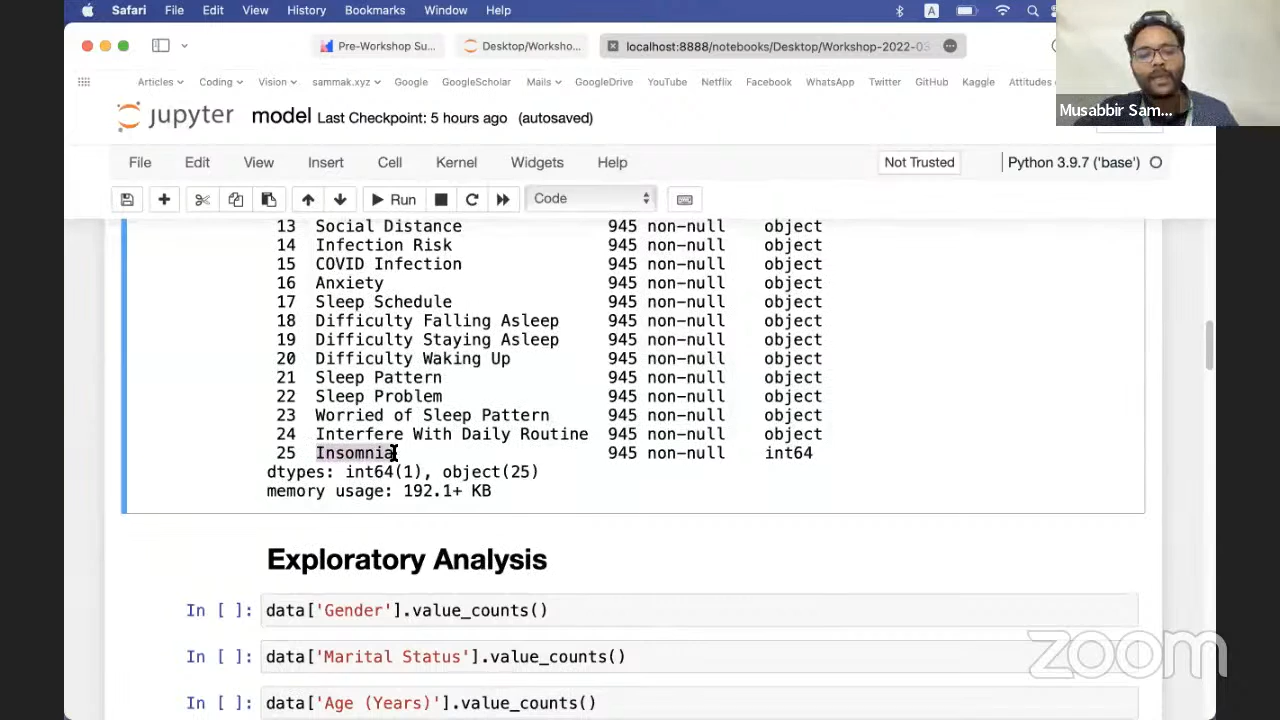 Safari File Edit View History Bookmarks Window Help A
Pre-Workshop Su... Desktop/Worksho... localhost:8888/notebooks/Desktop/Workshop-2022-03
Articles Coding Vision sammak.xyz Google GoogleScholar Mails GoogleDrive YouTube Netflix Facebook WhatsApp Twitter GitHub Kaggle Attitudes
Musabbir Sam...
jupyter model Last Checkpoint: 5 hours ago (autosaved)
File Edit View Insert Cell Kernel Widgets Help Not Trusted Python 3.9.7 ('base')
Run Code
13 Social Distance 945 non-null object
14 Infection Risk 945 non-null object
15 COVID Infection 945 non-null object
16 Anxiety 945 non-null object
17 Sleep Schedule 945 non-null object
18 Difficulty Falling Asleep 945 non-null object
19 Difficulty Staying Asleep 945 non-null object
20 Difficulty Waking Up 945 non-null object
21 Sleep Pattern 945 non-null object
22 Sleep Problem 945 non-null object
23 Worried of Sleep Pattern 945 non-null object
24 Interfere With Daily Routine 945 non-null object
25 Insomnia 945 non-null int64
dtypes: int64(1), object(25)
memory usage: 192.1+ KB
Exploratory Analysis
In [ ]: data['Gender'].value_counts()
In [ ]: data['Marital Status'].value_counts()
In [ ]: data['Age (Years)'].value_counts()
zoom